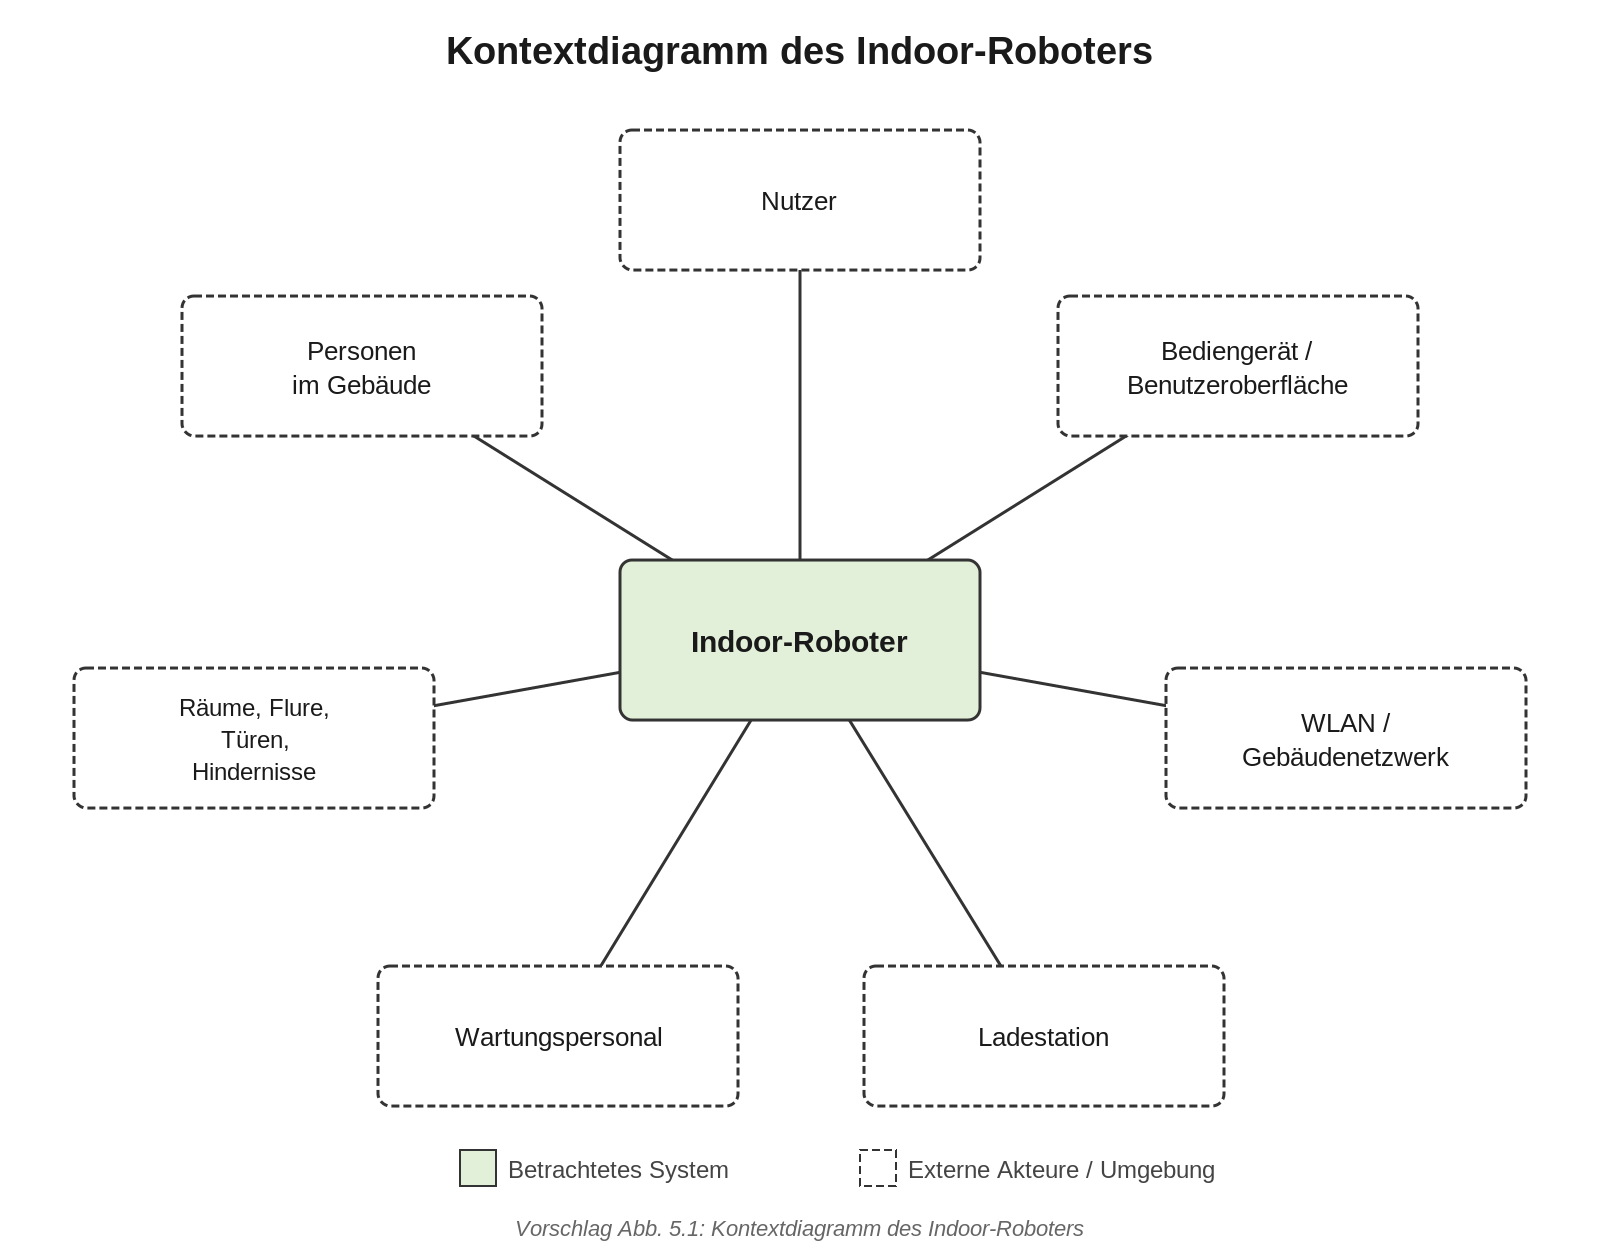 Kontextdiagramm des Indoor-Roboters
Nutzer
Personen
im Gebäude
Bediengerät /
Benutzeroberfläche
Indoor-Roboter
Räume, Flure,
Türen,
Hindernisse
WLAN /
Gebäudenetzwerk
Wartungspersonal
Ladestation
Betrachtetes System
Externe Akteure / Umgebung
Vorschlag Abb. 5.1: Kontextdiagramm des Indoor-Roboters